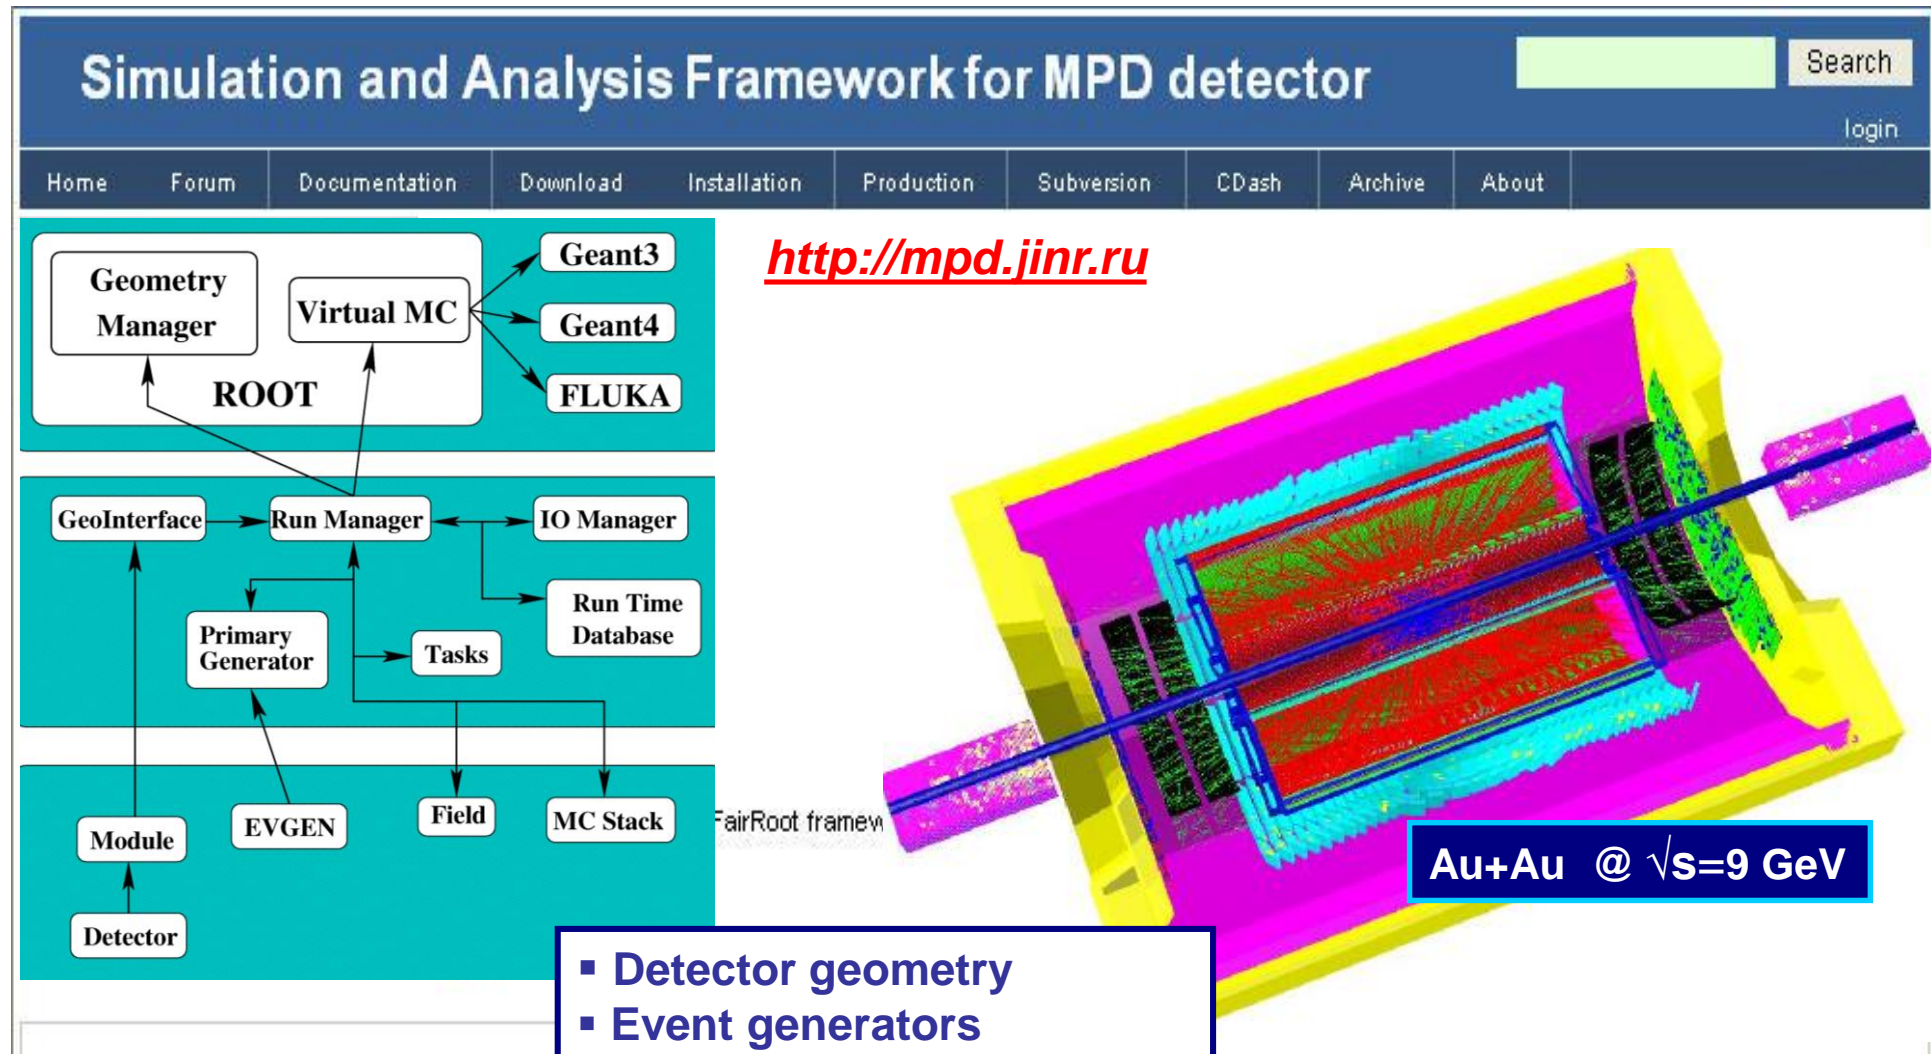 Simulation and Analysis Framework for MPD detector
Search
login
Home Forum Documentation Download Installation Production Subversion CDash Archive About
http://mpd.jinr.ru
Geometry
Manager
Virtual MC
ROOT
Geant3
Geant4
FLUKA
GeoInterface
Run Manager
IO Manager
Run Time
Database
Primary
Generator
Tasks
Module
EVGEN
Field
MC Stack
Detector
FairRoot framew
Au+Au @ √s=9 GeV
▪ Detector geometry
▪ Event generators